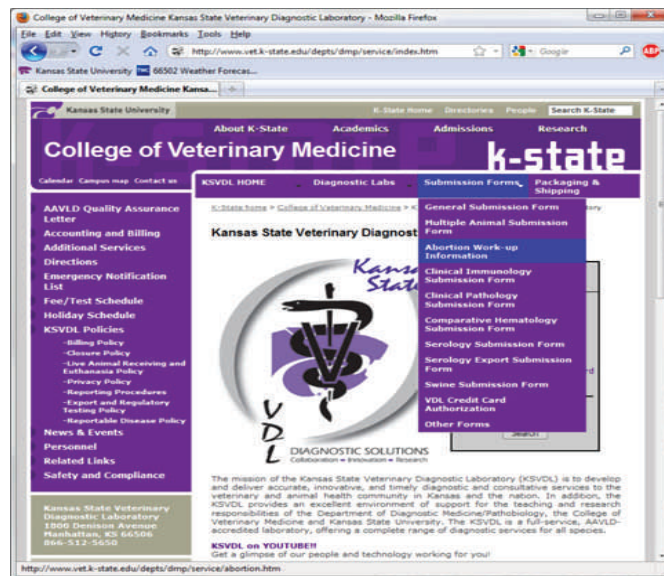 College of Veterinary Medicine Kansas State Veterinary Diagnostic Laboratory - Mozilla Firefox
File Edit View History Bookmarks Tools Help
http://www.vet.k-state.edu/depts/dmp/service/index.htm
Google
ABP
Kansas State University 66502 Weather Forecas...
College of Veterinary Medicine Kansa...
Kansas State University
K-State Home Directories People Search K-State
About K-State Academics Admissions Research
College of Veterinary Medicine
k-state
Calendar Campus map Contact us
KSVDL HOME Diagnostic Labs Submission Forms Packaging &
Shipping
K-State home > College of Veterinary Medicine > K
Kansas State Veterinary Diagnost
AAVLD Quality Assurance
Letter
Accounting and Billing
Additional Services
Directions
Emergency Notification
List
Fee/Test Schedule
Holiday Schedule
KSVDL Policies
-Billing Policy
-Closure Policy
-Live Animal Receiving and
Euthanasia Policy
-Privacy Policy
-Reporting Procedures
-Export and Regulatory
Testing Policy
-Reportable Disease Policy
News & Events
Personnel
Related Links
Safety and Compliance
Kansas State Veterinary
Diagnostic Laboratory
1800 Denison Avenue
Manhattan, KS 66506
866-512-5650
General Submission Form
Multiple Animal Submission
Form
Abortion Work-up
Information
Clinical Immunology
Submission Form
Clinical Pathology
Submission Form
Comparative Hematology
Submission Form
Serology Submission Form
Serology Export Submission
Form
Swine Submission Form
VDL Credit Card
Authorization
Other Forms
Search
Kansas
State
V
D
L
DIAGNOSTIC SOLUTIONS
Collaboration Innovation Research
The mission of the Kansas State Veterinary Diagnostic Laboratory (KSVDL) is to develop
and deliver accurate, innovative, and timely diagnostic and consultative services to the
veterinary and animal health community in Kansas and the nation. In addition, the
KSVDL provides an excellent environment of support for the teaching and research
responsibilities of the Department of Diagnostic Medicine/Pathobiology, the College of
Veterinary Medicine and Kansas State University. The KSVDL is a full-service, AAVLD-
accredited laboratory, offering a complete range of diagnostic services for all species.
KSVDL on YOUTUBE!!
Get a glimpse of our people and technology working for you!
http://www.vet.k-state.edu/depts/dmp/service/abortion.htm